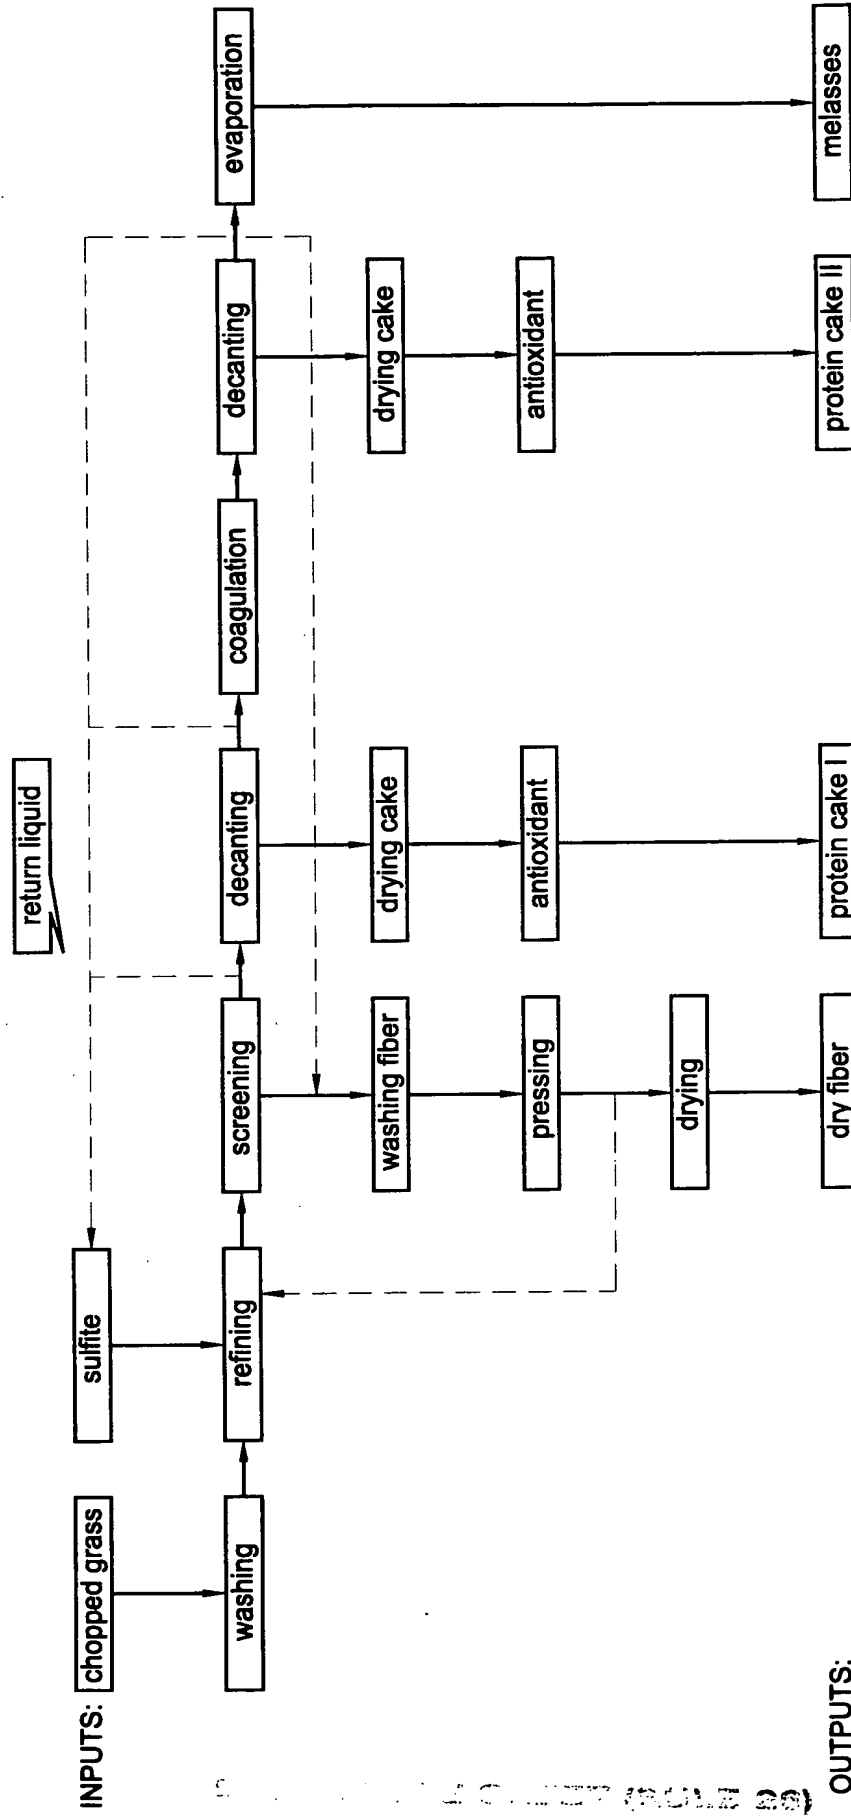 return liquid
INPUTS:
chopped grass
sulfite
washing
refining
screening
decanting
coagulation
decanting
evaporation
washing fiber
drying cake
drying cake
pressing
antioxidant
antioxidant
drying
OUTPUTS:
dry fiber
protein cake I
protein cake II
melasses